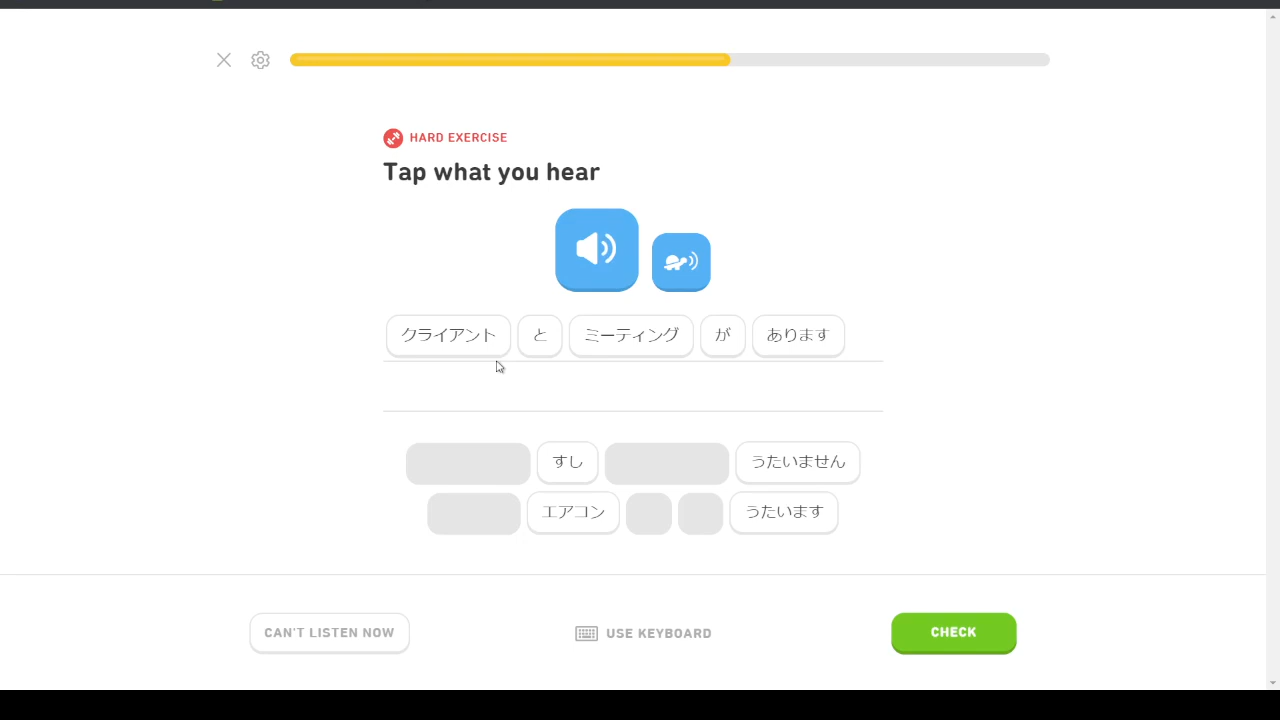 HARD EXERCISE
Tap what you hear
クライアント と ミーティング が あります
すし うたいません
エアコン うたいます
CAN'T LISTEN NOW USE KEYBOARD CHECK